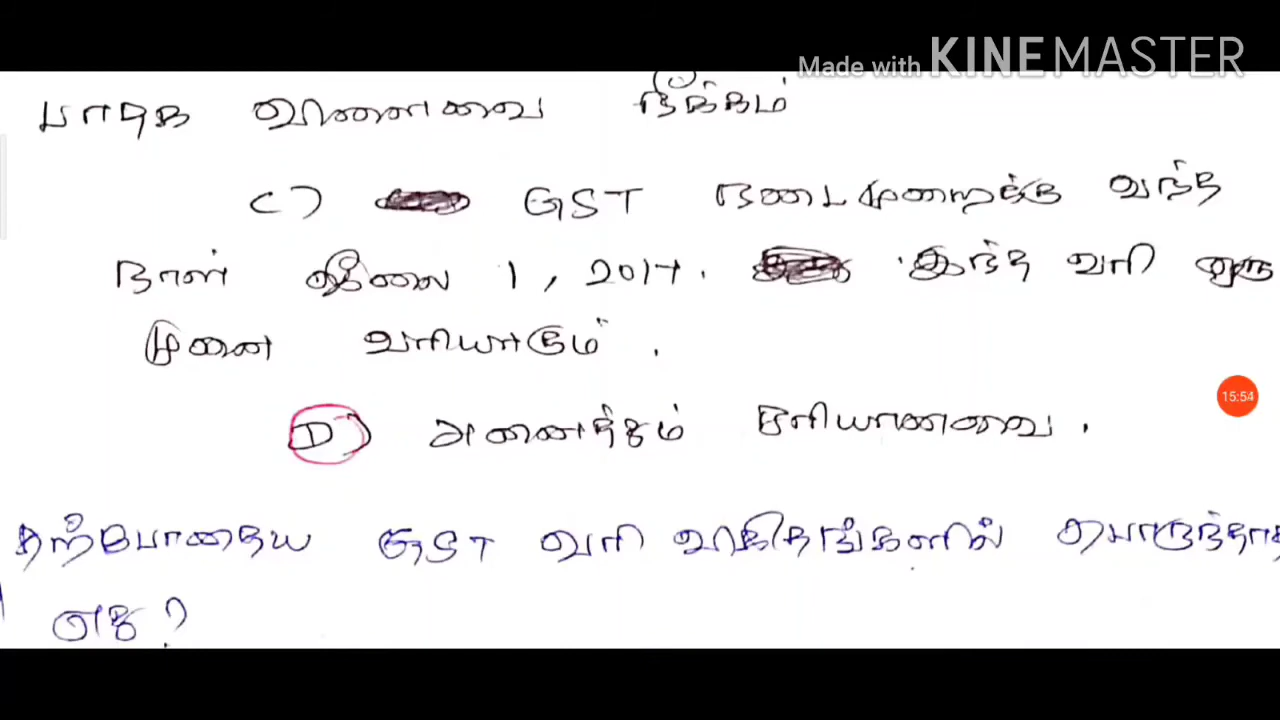 Made with KINEMASTER
விளைவை நீக்கம்
C) GST நடைமுறைக்கு வந்த
நாள் ஜீலை 1, 2017. இந்த வரி ஒரு
முனை வரியாகும்.
D) அனைத்தும் சரியானவை.
15:54
தற்போதைய GST வரி விகிதங்களில் பொருந்தாத
எது?